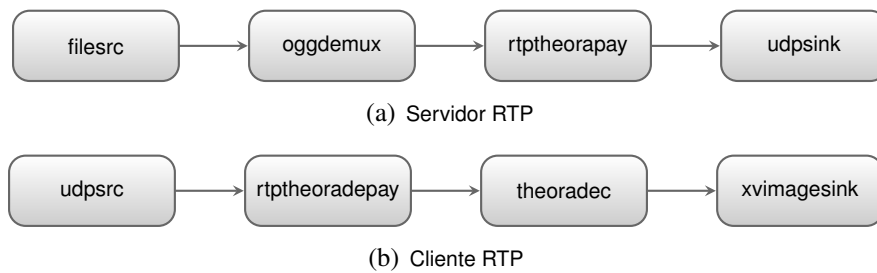 filesrc oggdemux rtptheorapay udpsink
(a) Servidor RTP
udpsrc rtptheoradepay theoradec xvimagesink
(b) Cliente RTP